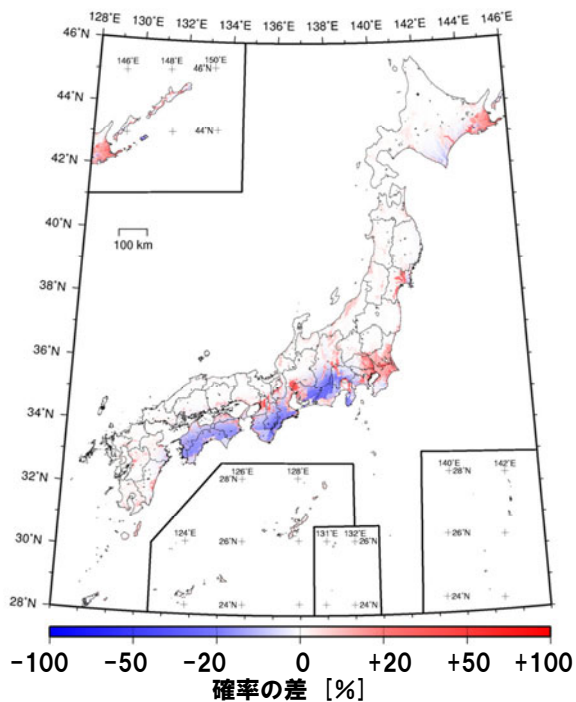 128°E 130°E 132°E 134°E 136°E 138°E 140°E 142°E 144°E 146°E
46°N
146°E 148°E 150°E
46°N
44°N
44°N
42°N
40°N
100 km
38°N
36°N
34°N
32°N
126°E 128°E
28°N
140°E 142°E
28°N
30°N
124°E
26°N
131°E 132°E
26°N
26°N
28°N
24°N
24°N
24°N
-100 -50 -20 0 +20 +50 +100
確率の差 [%]